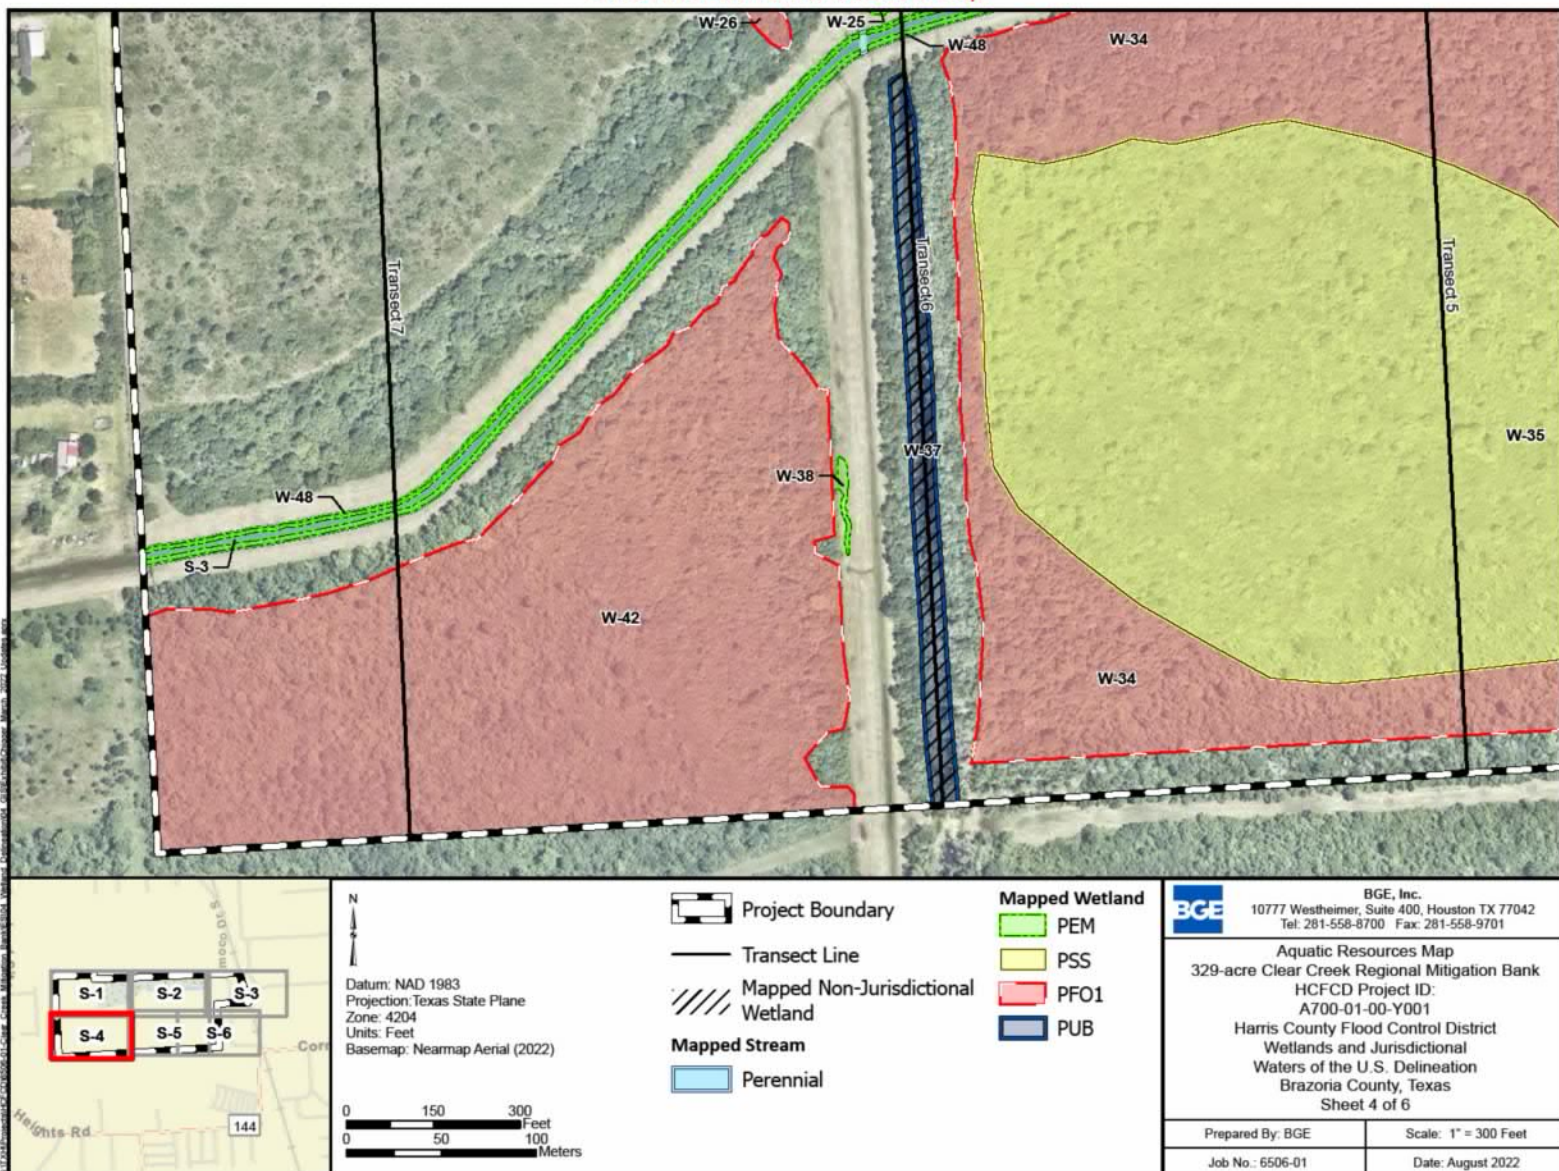 W-26
W-25
W-48
W-34
Transect 7
Transect 6
Transect 5
W-37
W-38
W-35
W-48
S-3
W-42
W-34
S-1
S-2
S-3
S-4
S-5
S-6
Heights Rd
144
N
Datum: NAD 1983
Projection:Texas State Plane
Zone: 4204
Units: Feet
Basemap: Nearmap Aerial (2022)
0 150 300
Feet
0 50 100
Meters
Project Boundary
Transect Line
Mapped Non-Jurisdictional
Wetland
Mapped Stream
Perennial
Mapped Wetland
PEM
PSS
PFO1
PUB
BGE
BGE, Inc.
10777 Westheimer, Suite 400, Houston TX 77042
Tel: 281-558-8700 Fax: 281-558-9701
Aquatic Resources Map
329-acre Clear Creek Regional Mitigation Bank
HCFCD Project ID:
A700-01-00-Y001
Harris County Flood Control District
Wetlands and Jurisdictional
Waters of the U.S. Delineation
Brazoria County, Texas
Sheet 4 of 6
Prepared By: BGE
Scale: 1" = 300 Feet
Job No.: 6506-01
Date: August 2022